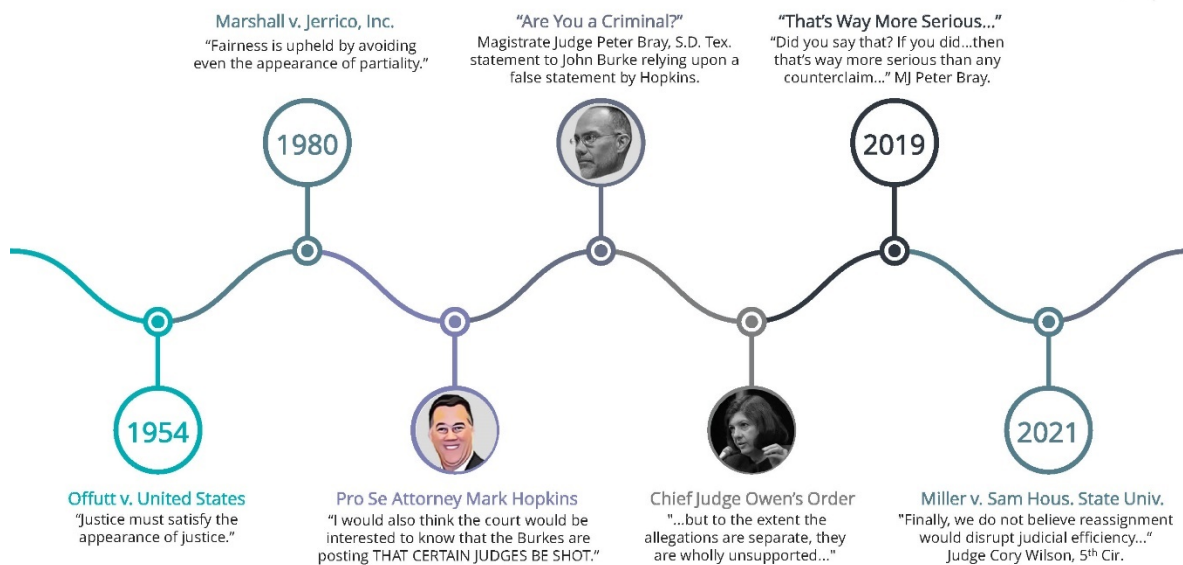 Marshall v. Jerrico, Inc.
“Fairness is upheld by avoiding
even the appearance of partiality.”
1980
“Are You a Criminal?”
Magistrate Judge Peter Bray, S.D. Tex.
statement to John Burke relying upon a
false statement by Hopkins.
“That’s Way More Serious...”
“Did you say that? If you did...then
that’s way more serious than any
counterclaim...” MJ Peter Bray.
2019
1954
Offutt v. United States
“Justice must satisfy the
appearance of justice.”
Pro Se Attorney Mark Hopkins
“I would also think the court would be
interested to know that the Burkes are
posting THAT CERTAIN JUDGES BE SHOT.”
Chief Judge Owen’s Order
"...but to the extent the
allegations are separate, they
are wholly unsupported..."
2021
Miller v. Sam Hous. State Univ.
"Finally, we do not believe reassignment
would disrupt judicial efficiency...“
Judge Cory Wilson, 5th Cir.